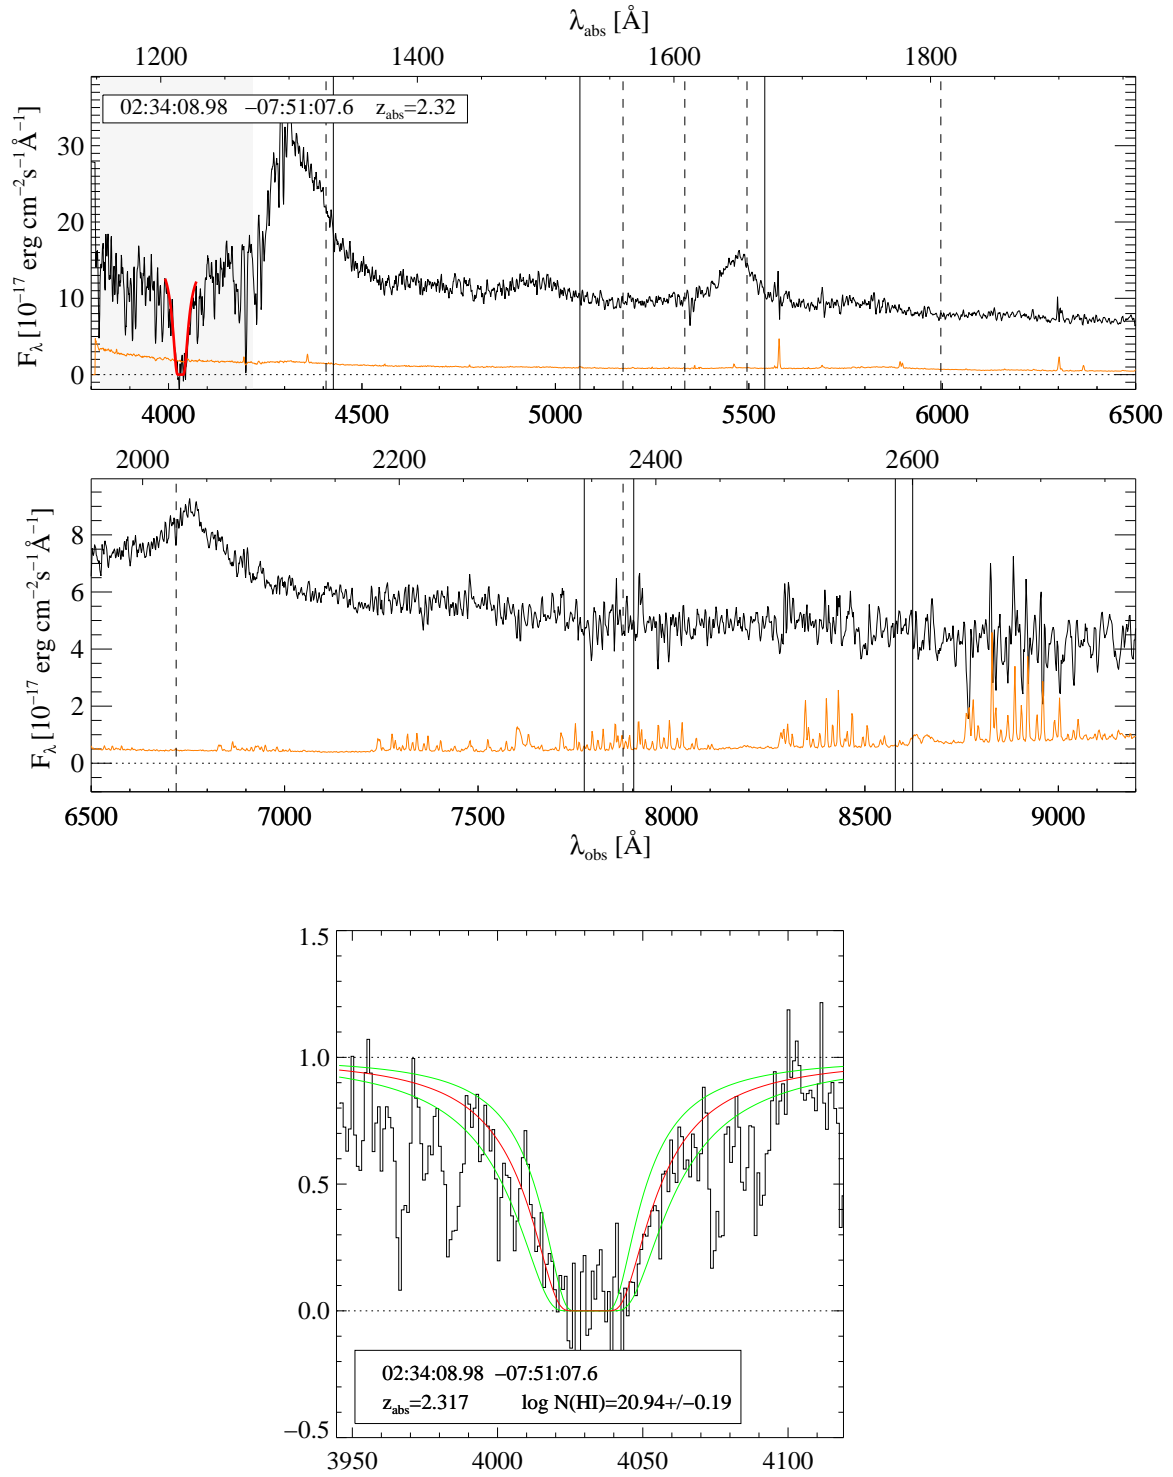 λabs [Å]
1200 1400 1600 1800
02:34:08.98 −07:51:07.6 zabs=2.32
Fλ [10−17 erg cm−2s−1Å−1]
30
20
10
0
4000 4500 5000 5500 6000 6500
2000 2200 2400 2600
Fλ [10−17 erg cm−2s−1Å−1]
8
6
4
2
0
6500 7000 7500 8000 8500 9000
λobs [Å]
1.5
1.0
0.5
0.0
−0.5
02:34:08.98 −07:51:07.6
zabs=2.317 log N(HI)=20.94+/−0.19
3950 4000 4050 4100